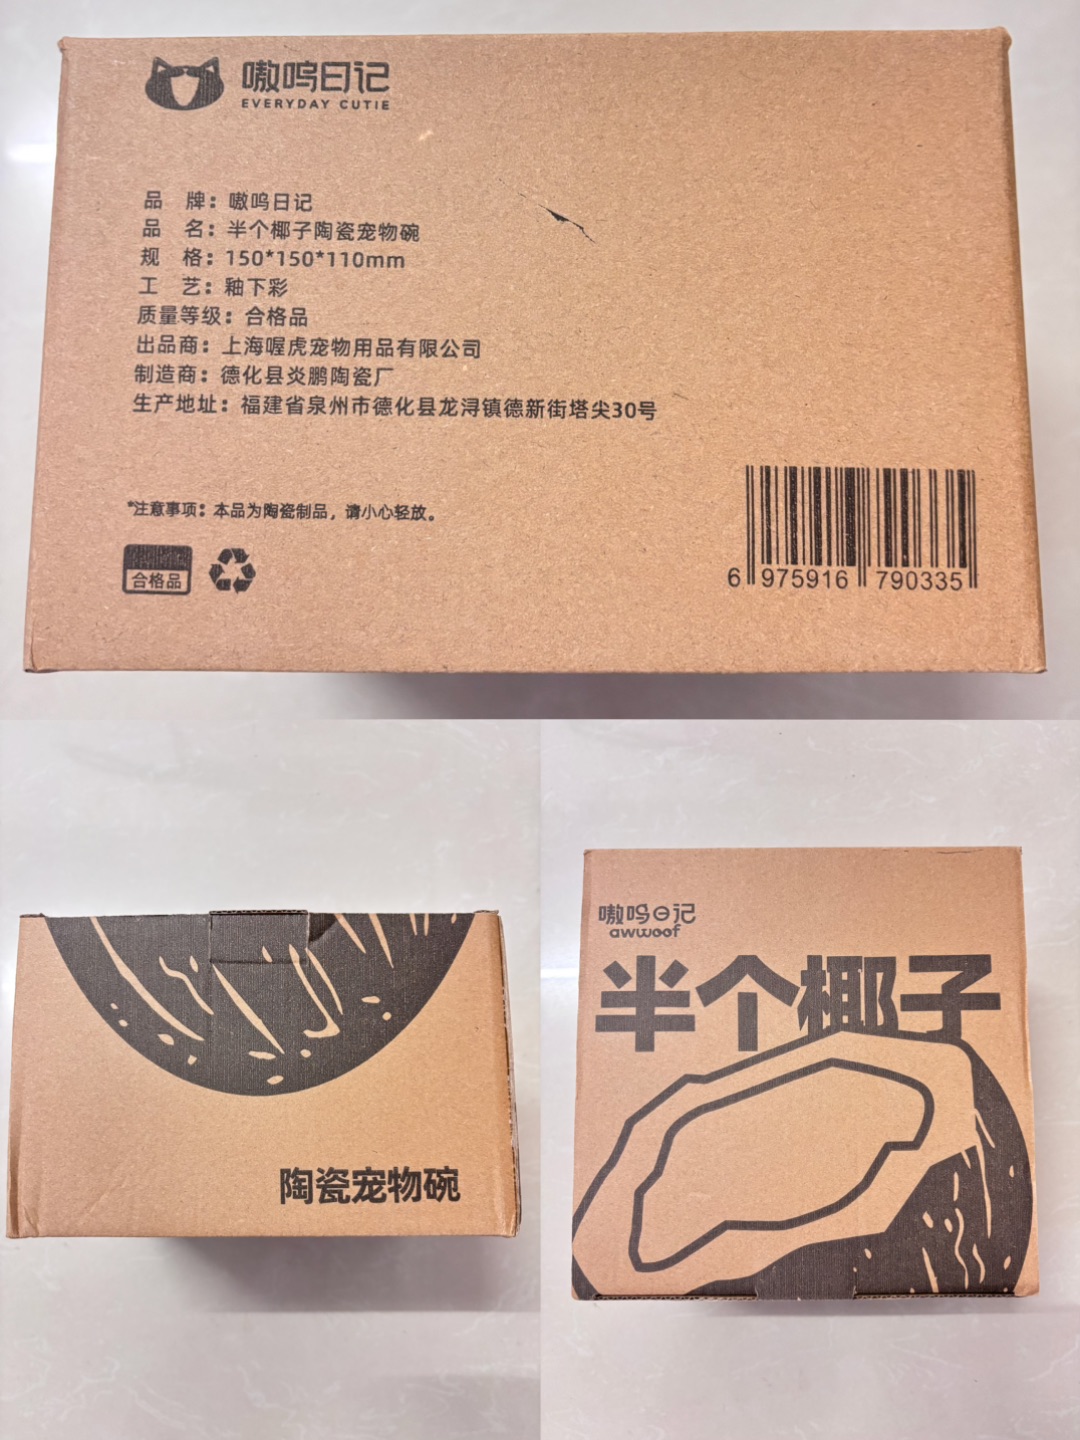 嗷呜日记
EVERYDAY CUTIE
品 牌：嗷呜日记
品 名：半个椰子陶瓷宠物碗
规 格：150*150*110mm
工 艺：釉下彩
质量等级：合格品
出品商：上海喔虎宠物用品有限公司
制造商：德化县炎鹏陶瓷厂
生产地址：福建省泉州市德化县龙浔镇德新街塔尖30号
*注意事项：本品为陶瓷制品，请小心轻放。
合格品
6 975916 790335
陶瓷宠物碗
嗷呜日记
awwoof
半个椰子